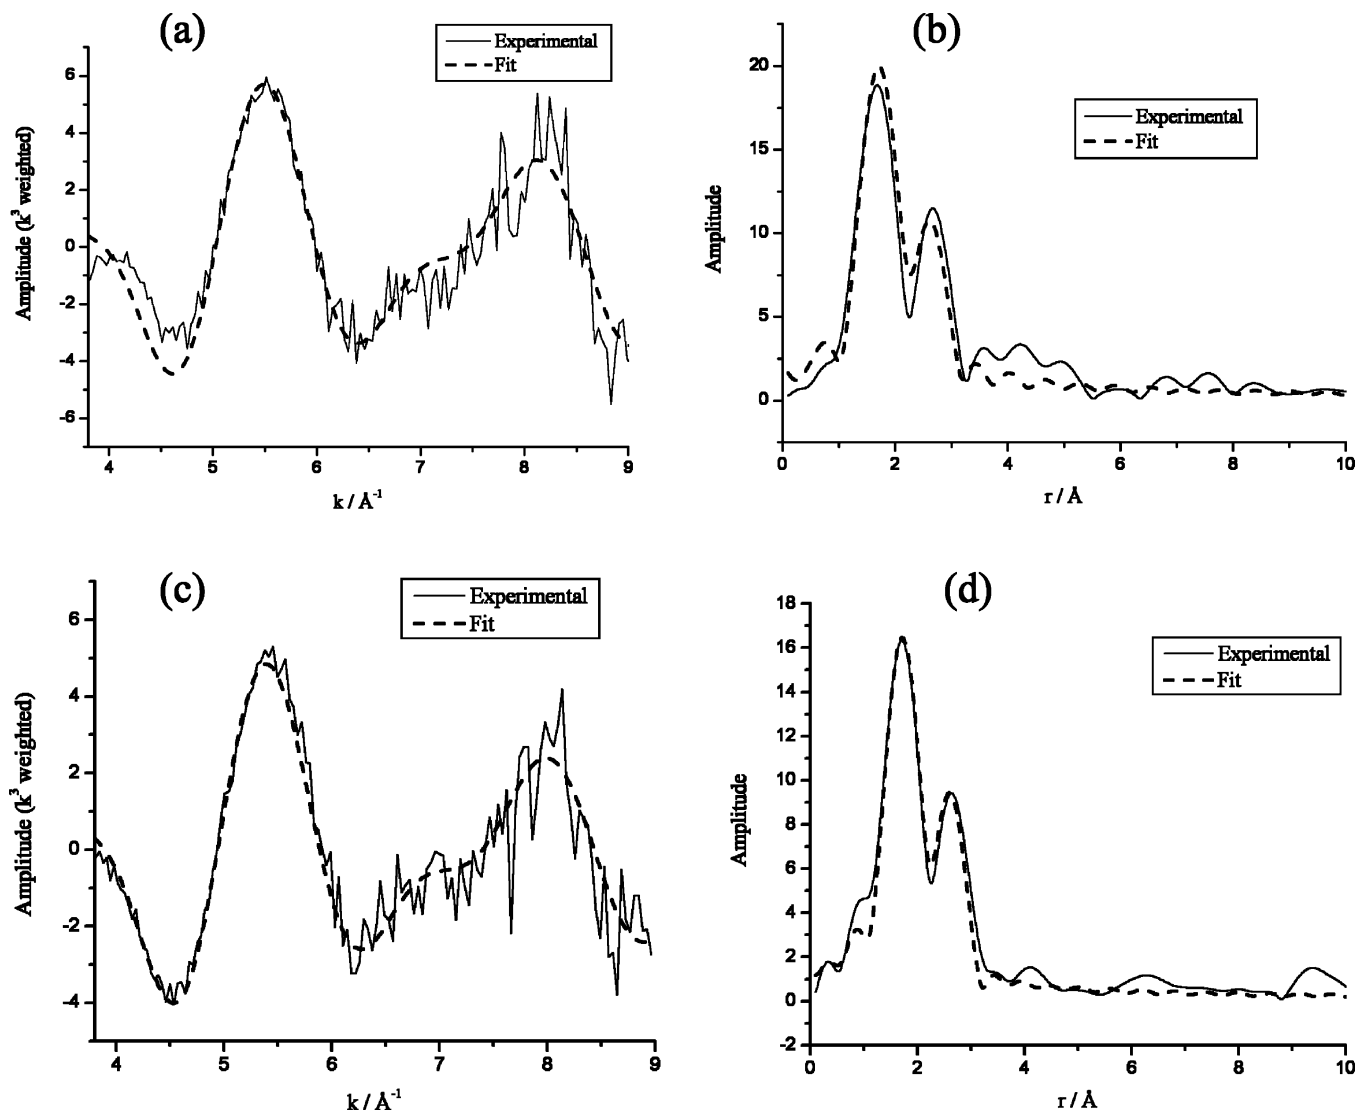 (a)
Experimental
Fit
6
4
2
0
-2
-4
-6
Amplitude (k³ weighted)
4 5 6 7 8 9
k / Å⁻¹
(b)
Experimental
Fit
20
15
10
5
0
Amplitude
0 2 4 6 8 10
r / Å
(c)
Experimental
Fit
6
4
2
0
-2
-4
Amplitude (k³ weighted)
4 5 6 7 8 9
k / Å⁻¹
(d)
Experimental
Fit
18
16
14
12
10
8
6
4
2
0
-2
Amplitude
0 2 4 6 8 10
r / Å